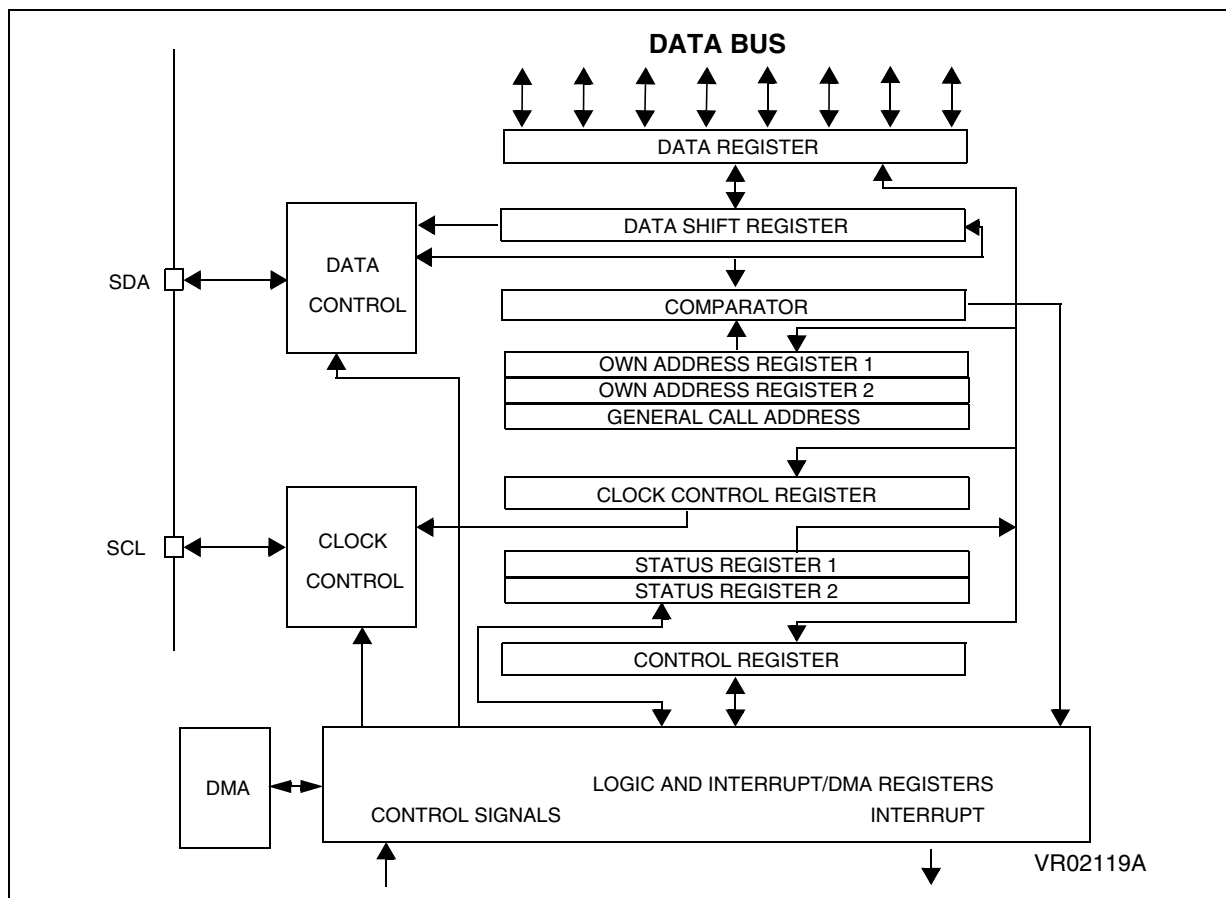 DATA BUS
DATA REGISTER
DATA SHIFT REGISTER
DATA
CONTROL
SDA
COMPARATOR
OWN ADDRESS REGISTER 1
OWN ADDRESS REGISTER 2
GENERAL CALL ADDRESS
CLOCK CONTROL REGISTER
CLOCK
CONTROL
SCL
STATUS REGISTER 1
STATUS REGISTER 2
CONTROL REGISTER
DMA
LOGIC AND INTERRUPT/DMA REGISTERS
CONTROL SIGNALS
INTERRUPT
VR02119A